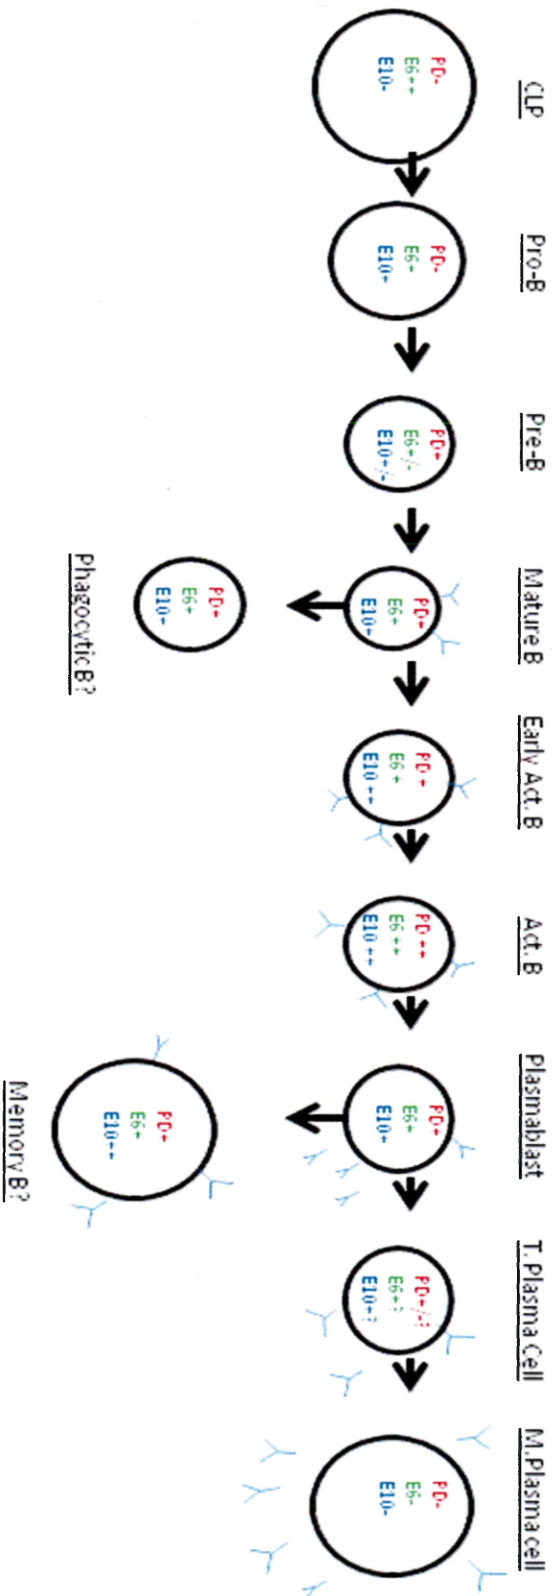 CLP
PD-
E6++
E10-
Pro-B
PD-
E6+
E10+
Pre-B
PD+
E6+/-
E10+/-
Mature B
PD+
E6+
E10+
Phagocytic B?
PD+
E6+
E10-
Early Act. B
PD+
E6+
E10++
Act. B
PD++
E6++
E10++
Plasmablast
PD+
E6+
E10+
Memory B?
PD+
E6+
E10++
T. Plasma Cell
PD+/-?
E6+?
E10+?
M.Plasma cell
PD-
E6-
E10-